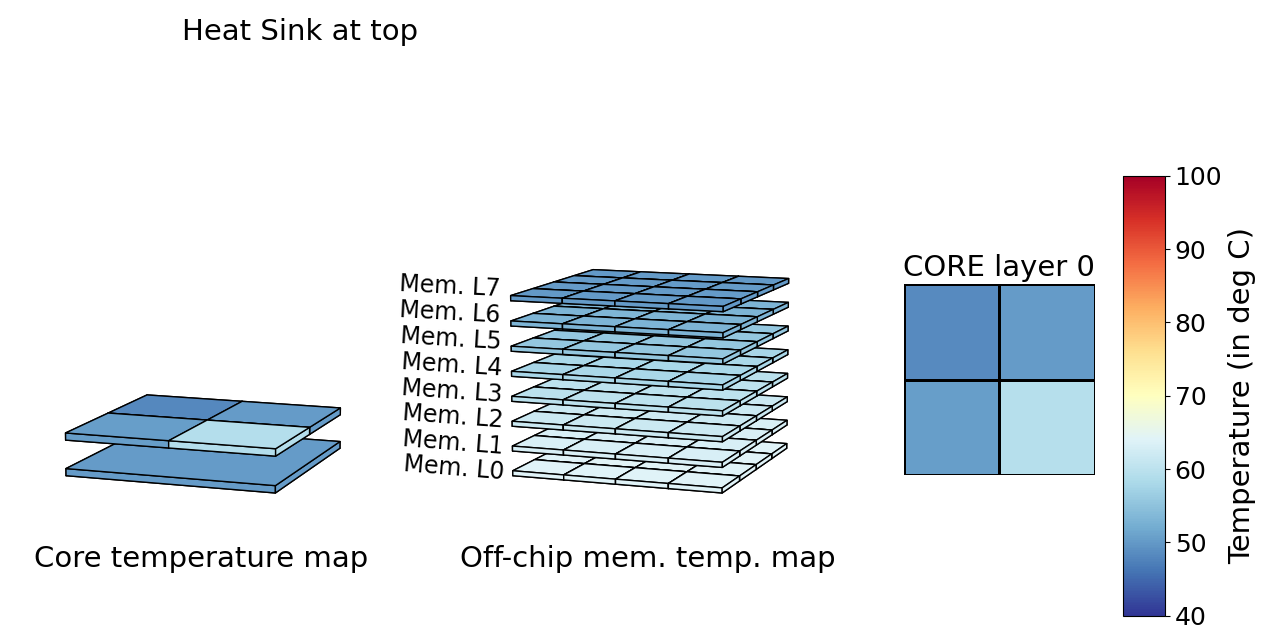 Heat Sink at top
Mem. L7
Mem. L6
Mem. L5
Mem. L4
Mem. L3
Mem. L2
Mem. L1
Mem. L0
Core temperature map
Off-chip mem. temp. map
CORE layer 0
100
90
80
70
60
50
40
Temperature (in deg C)